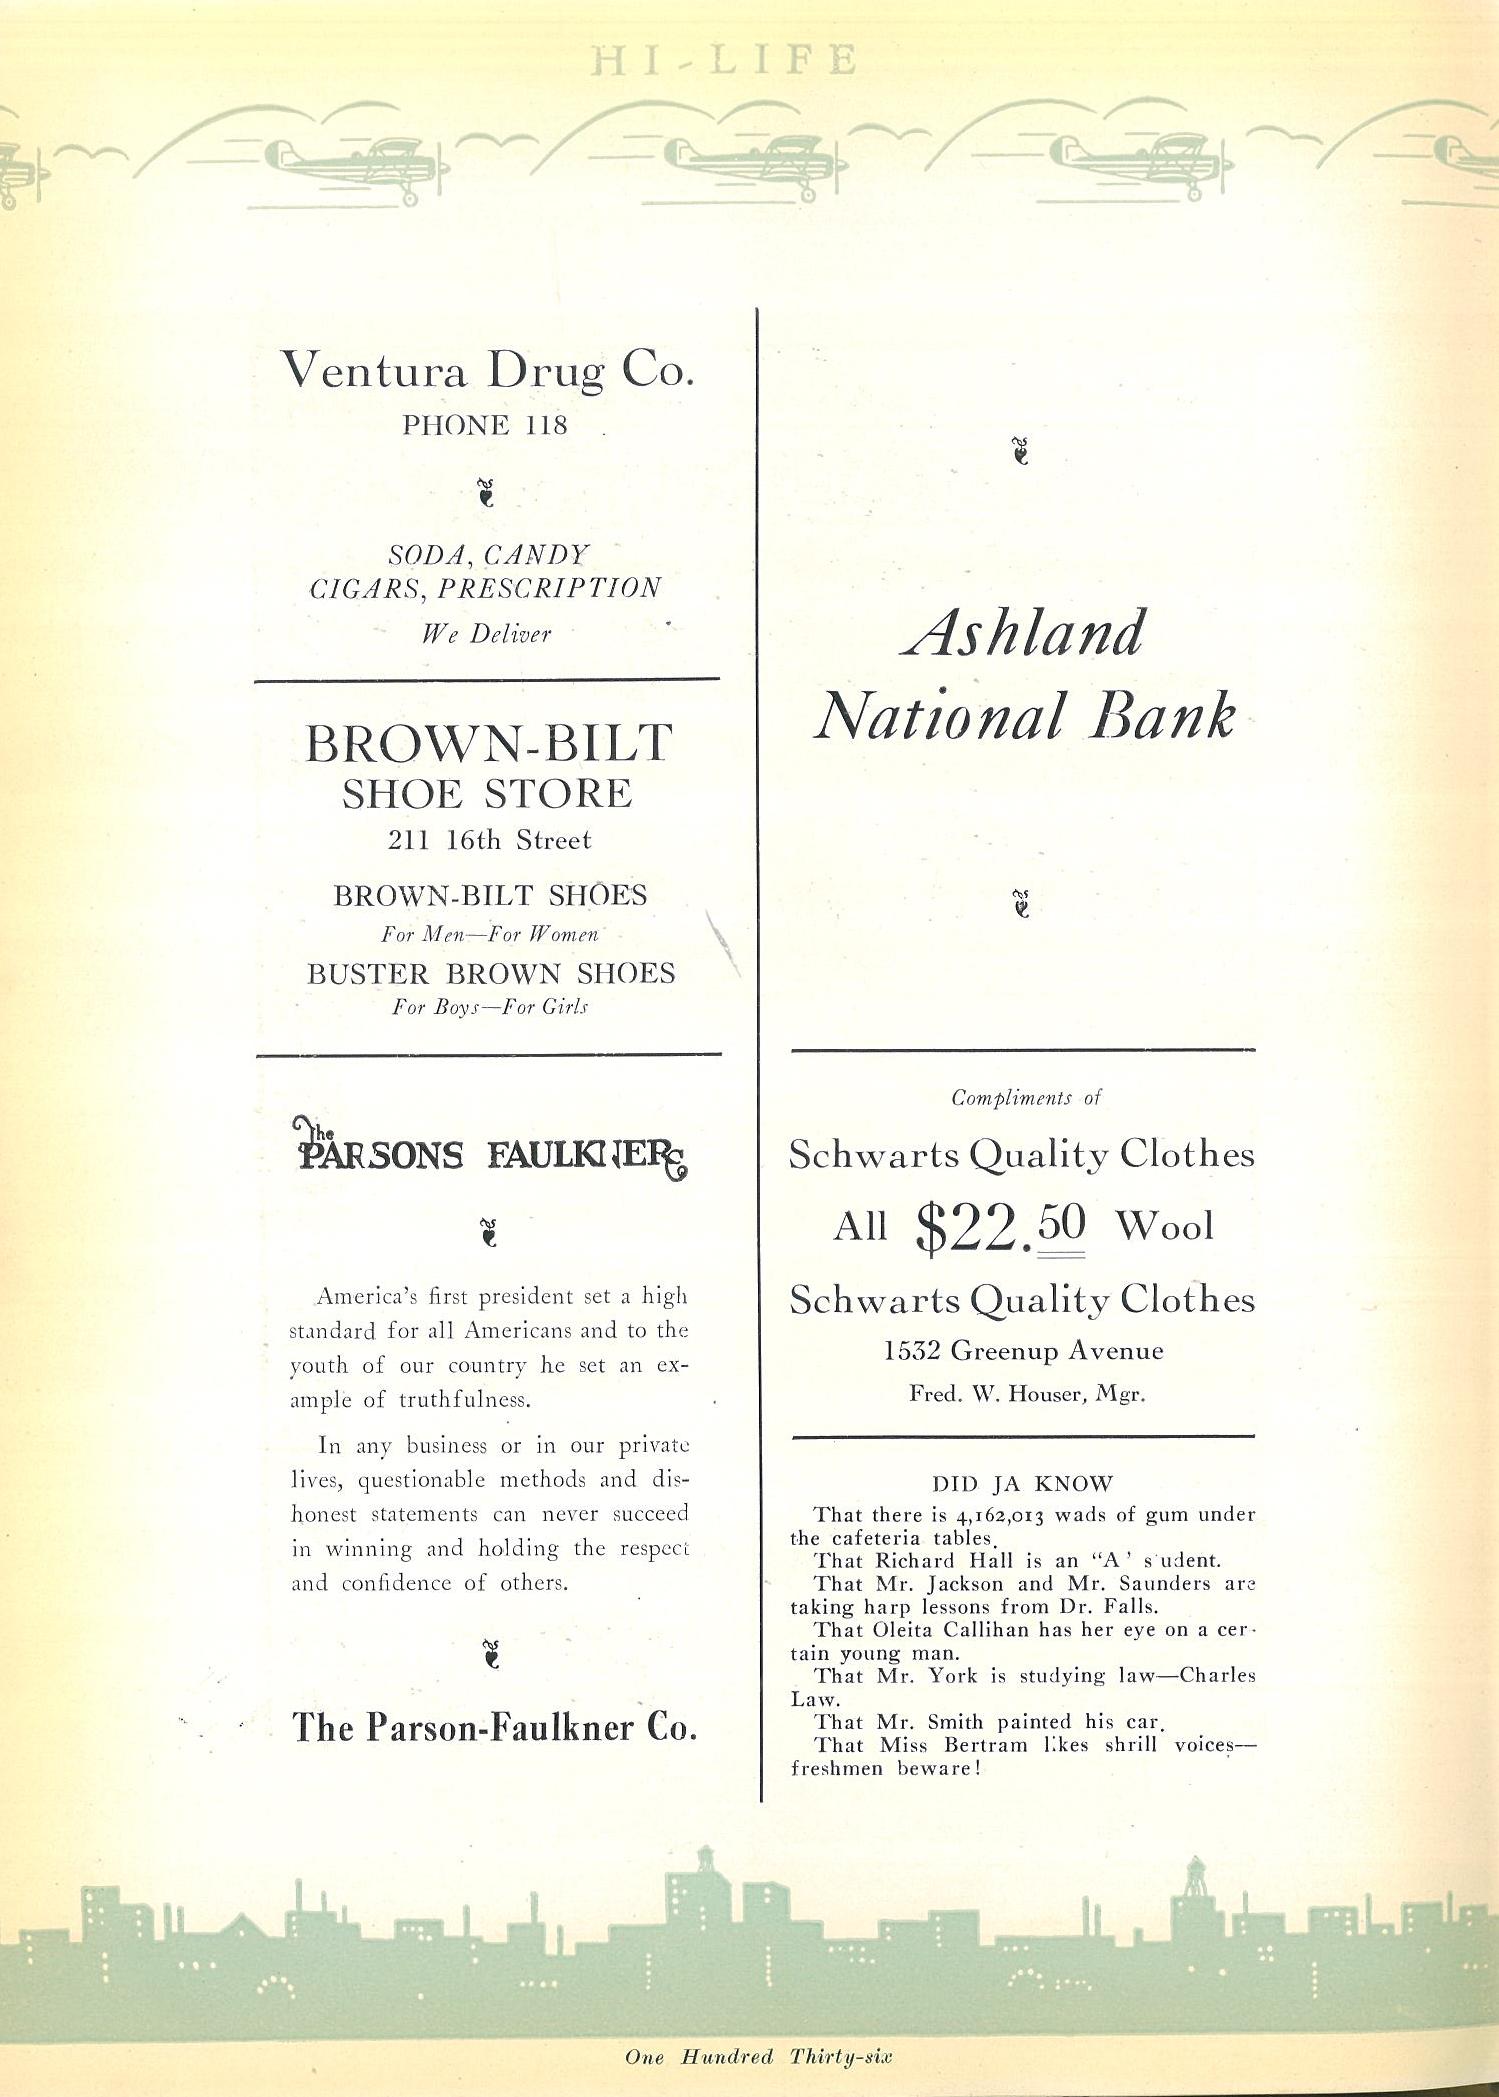 HI-LIFE
Ventura Drug Co.
PHONE 118
SODA, CANDY
CIGARS, PRESCRIPTION
We Deliver
BROWN-BILT
SHOE STORE
211 16th Street
BROWN-BILT SHOES
For Men—For Women
BUSTER BROWN SHOES
For Boys—For Girls
The PARSONS FAULKNER Co
America's first president set a high
standard for all Americans and to the
youth of our country he set an ex-
ample of truthfulness.
In any business or in our private
lives, questionable methods and dis-
honest statements can never succeed
in winning and holding the respect
and confidence of others.
The Parson-Faulkner Co.
Ashland
National Bank
Compliments of
Schwarts Quality Clothes
All $22.50 Wool
Schwarts Quality Clothes
1532 Greenup Avenue
Fred. W. Houser, Mgr.
DID JA KNOW
That there is 4,162,013 wads of gum under
the cafeteria tables.
That Richard Hall is an "A' s udent.
That Mr. Jackson and Mr. Saunders are
taking harp lessons from Dr. Falls.
That Oleita Callihan has her eye on a cer-
tain young man.
That Mr. York is studying law—Charles
Law.
That Mr. Smith painted his car.
That Miss Bertram likes shrill voices—
freshmen beware!
One Hundred Thirty-six